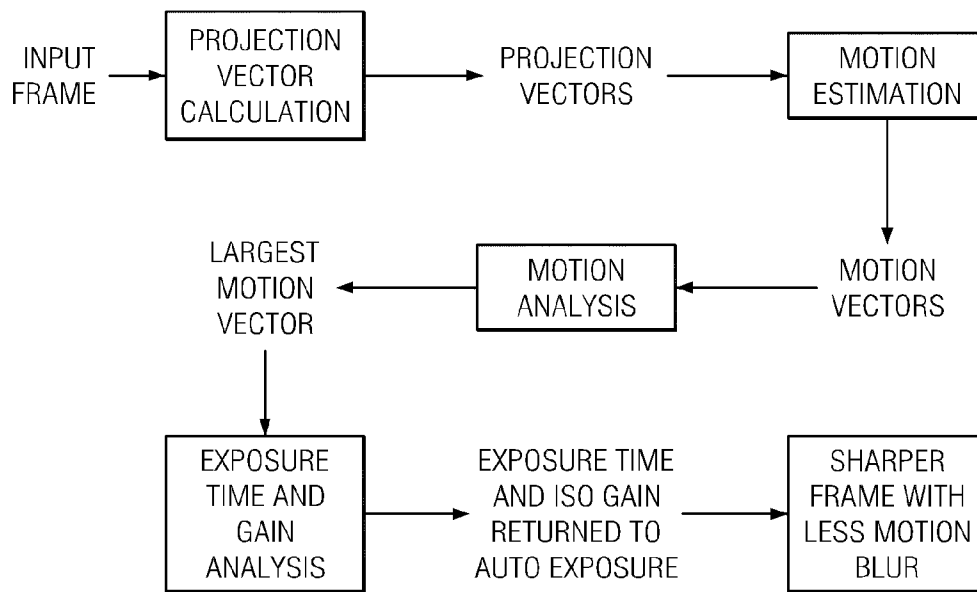 INPUT
FRAME
PROJECTION
VECTOR
CALCULATION
PROJECTION
VECTORS
MOTION
ESTIMATION
MOTION
VECTORS
MOTION
ANALYSIS
LARGEST
MOTION
VECTOR
EXPOSURE
TIME AND
GAIN
ANALYSIS
EXPOSURE TIME
AND ISO GAIN
RETURNED TO
AUTO EXPOSURE
SHARPER
FRAME WITH
LESS MOTION
BLUR